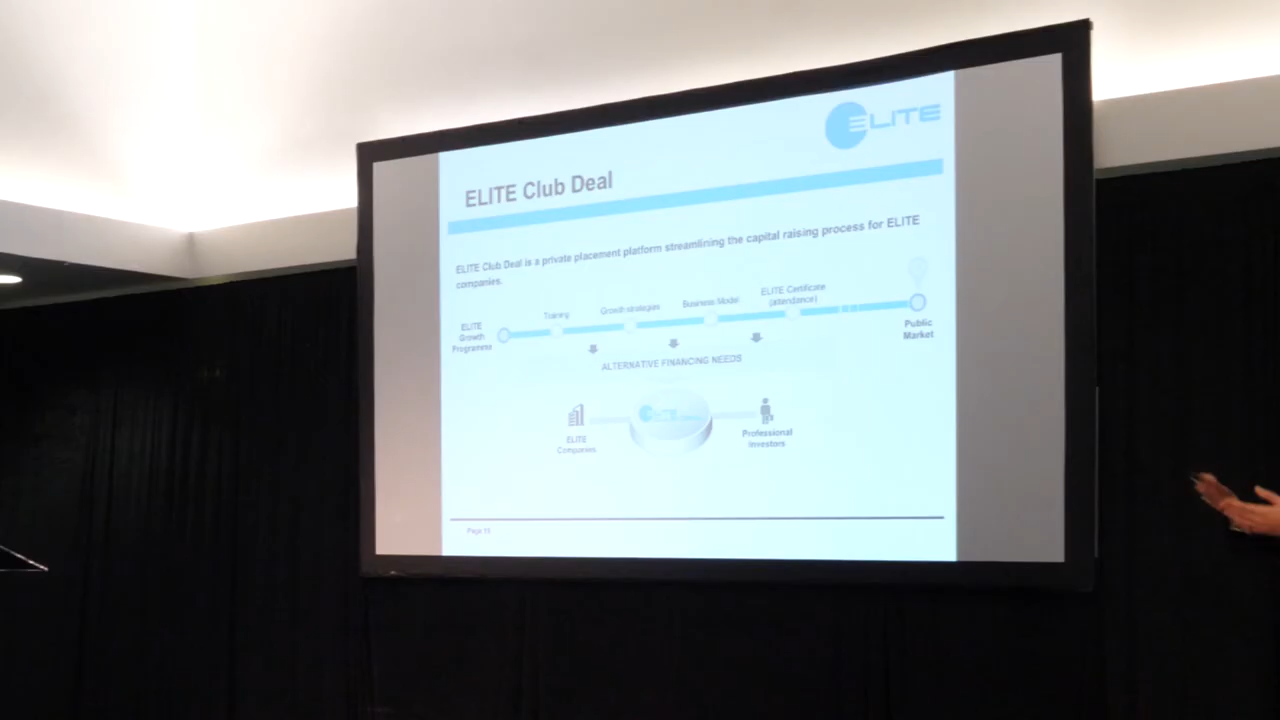 ELITE
ELITE Club Deal
ELITE Club Deal is a private placement platform streamlining the capital raising process for ELITE
companies.
ELITE
Growth
Programme
Training
Growth strategies
Business Model
ELITE Certificate
(attendance)
Public
Market
ALTERNATIVE FINANCING NEEDS
ELITE
Companies
Professional
Investors
Page